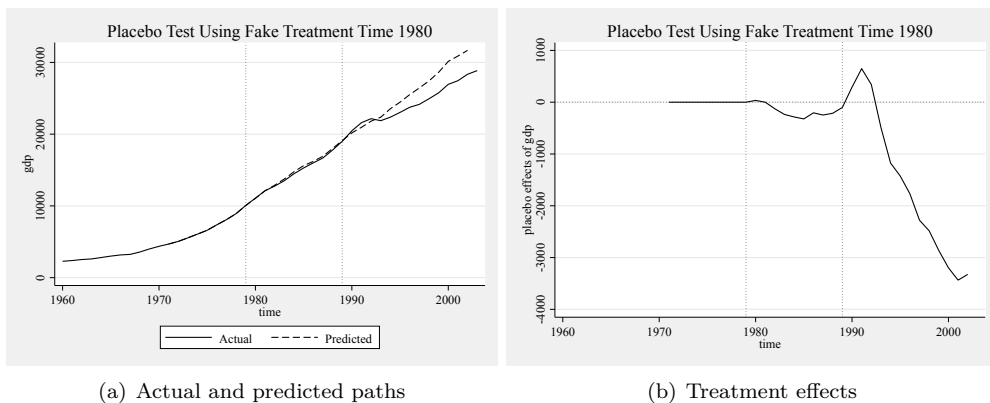 Placebo Test Using Fake Treatment Time 1980
30000
20000
10000
0
gdp
1960 1970 1980 1990 2000
time
Actual Predicted
(a) Actual and predicted paths
Placebo Test Using Fake Treatment Time 1980
1000
0
-1000
-2000
-3000
-4000
placebo effects of gdp
1960 1970 1980 1990 2000
time
(b) Treatment effects